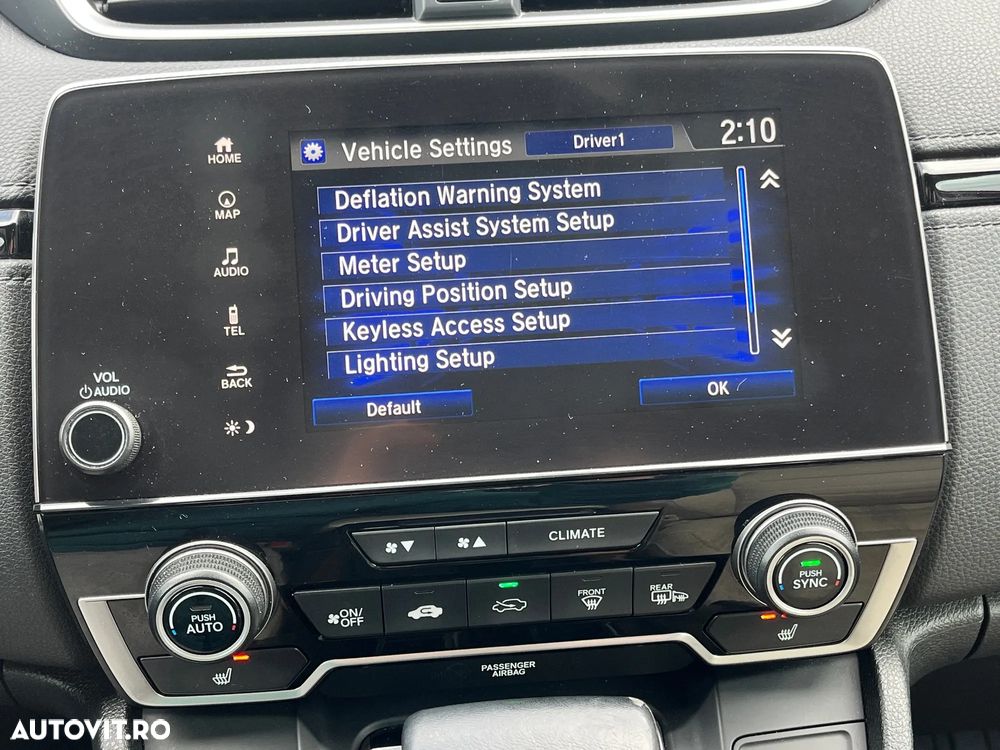 Vehicle Settings
Driver1
2:10
HOME
MAP
AUDIO
TEL
BACK
VOL
AUDIO
Deflation Warning System
Driver Assist System Setup
Meter Setup
Driving Position Setup
Keyless Access Setup
Lighting Setup
Default
OK
CLIMATE
PUSH
AUTO
ON/
OFF
FRONT
REAR
PUSH
SYNC
PASSENGER
AIRBAG
AUTOVIT.RO